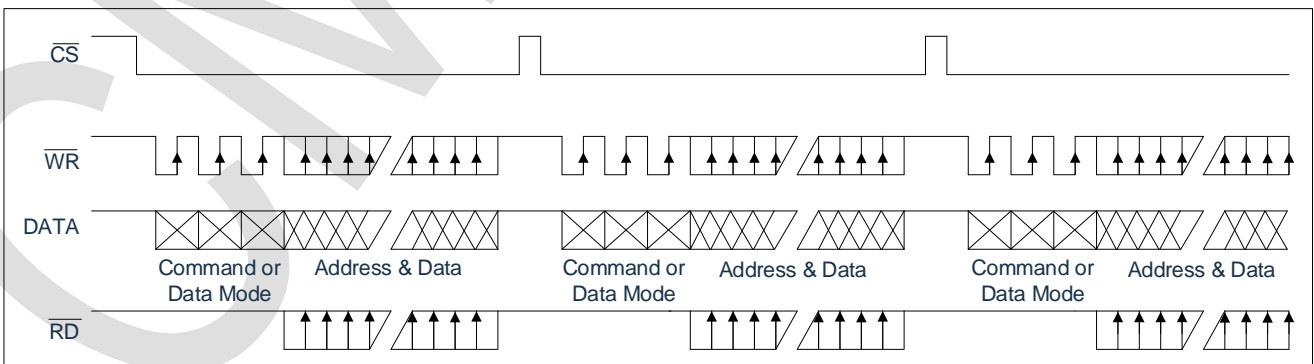 CS
WR
DATA
Command or
Data Mode
Address & Data
Command or
Data Mode
Address & Data
Command or
Data Mode
Address & Data
RD